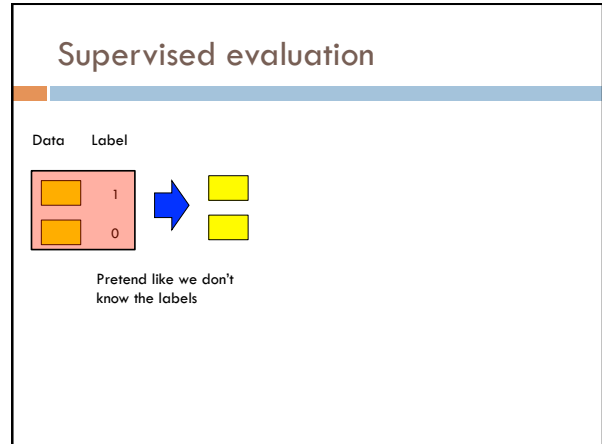 Supervised evaluation
Data Label
1
0
Pretend like we don't
know the labels